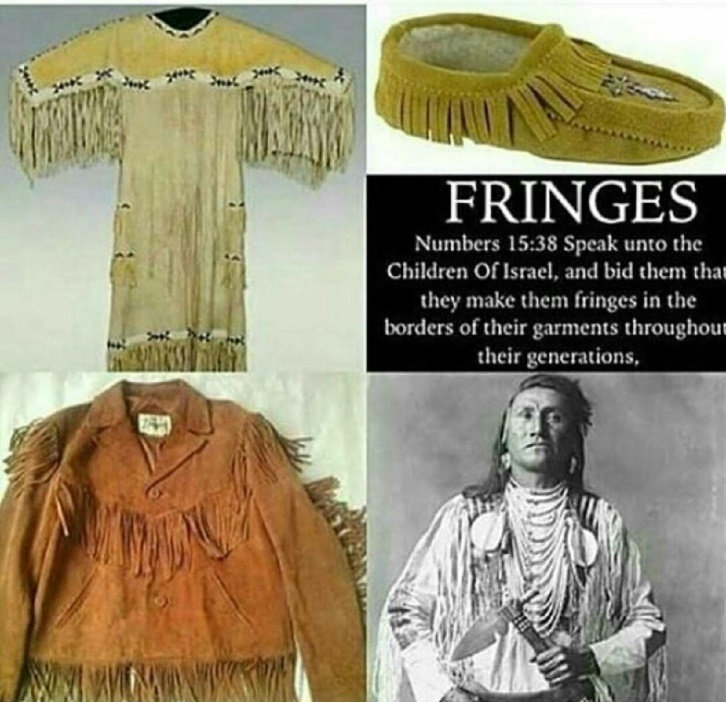 FRINGES
Numbers 15:38 Speak unto the
Children Of Israel, and bid them that
they make them fringes in the
borders of their garments throughout
their generations,